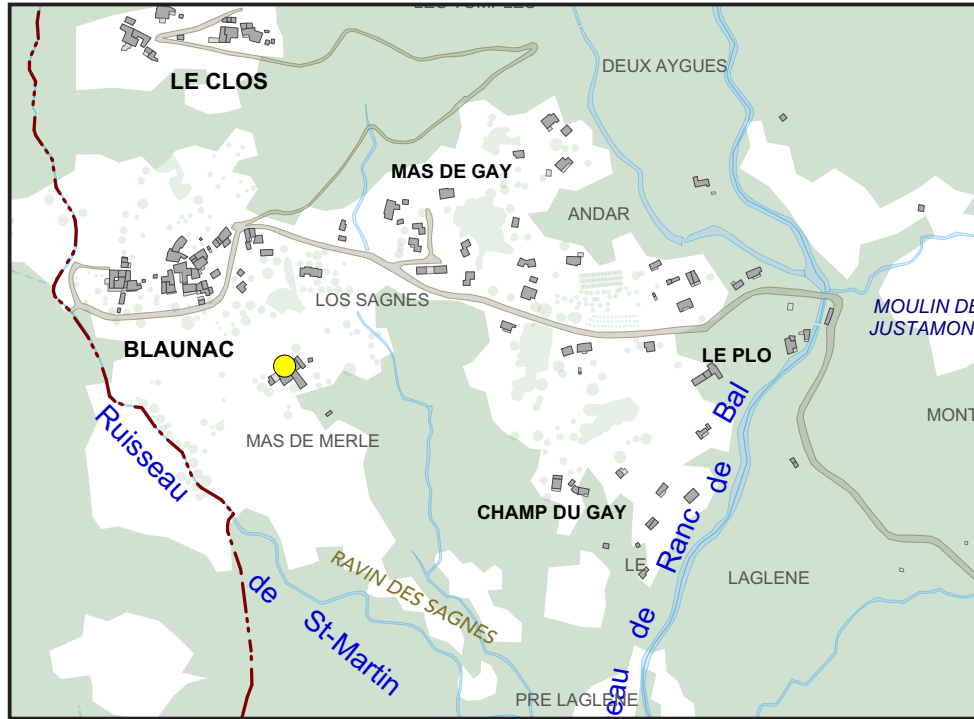 DEUX AYGUES
LE CLOS
MAS DE GAY
ANDAR
LOS SAGNES
MOULIN DE
JUSTAMON
BLAUNAC
LE PLO
MAS DE MERLE
MONT
Ruisseau
de
St-Martin
CHAMP DU GAY
RAVIN DES SAGNES
LE
LAGLENE
PRE LAGLENE
eau de Ranc de Bal